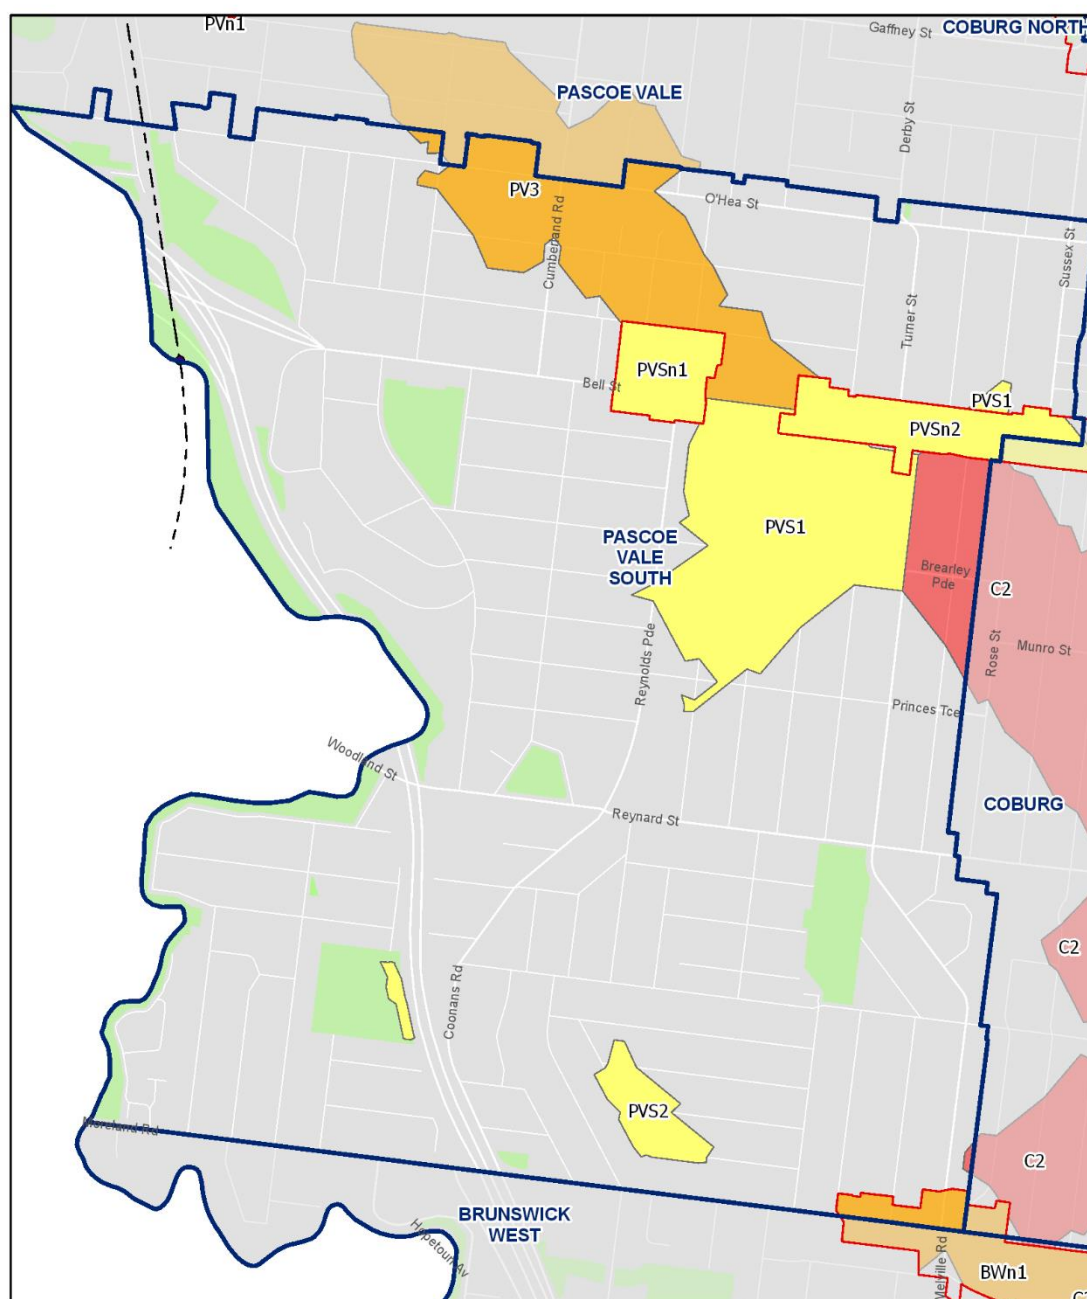 PVn1
Gaffney St
COBURG NORTH
PASCOE VALE
Derby St
PV3
O'Hea St
Cumberland Rd
Sussex St
Turner St
Bell St
PVSn1
PVS1
PVSn2
PVS1
PASCOE
VALE
SOUTH
Brearley
Pde
C2
Rose St
Munro St
Reynolds Pde
Princes Tce
Woodland St
COBURG
Reynard St
C2
Coonans Rd
PVS2
Moreland Rd
C2
BRUNSWICK
WEST
Hopetoun Av
Melville Rd
BWn1